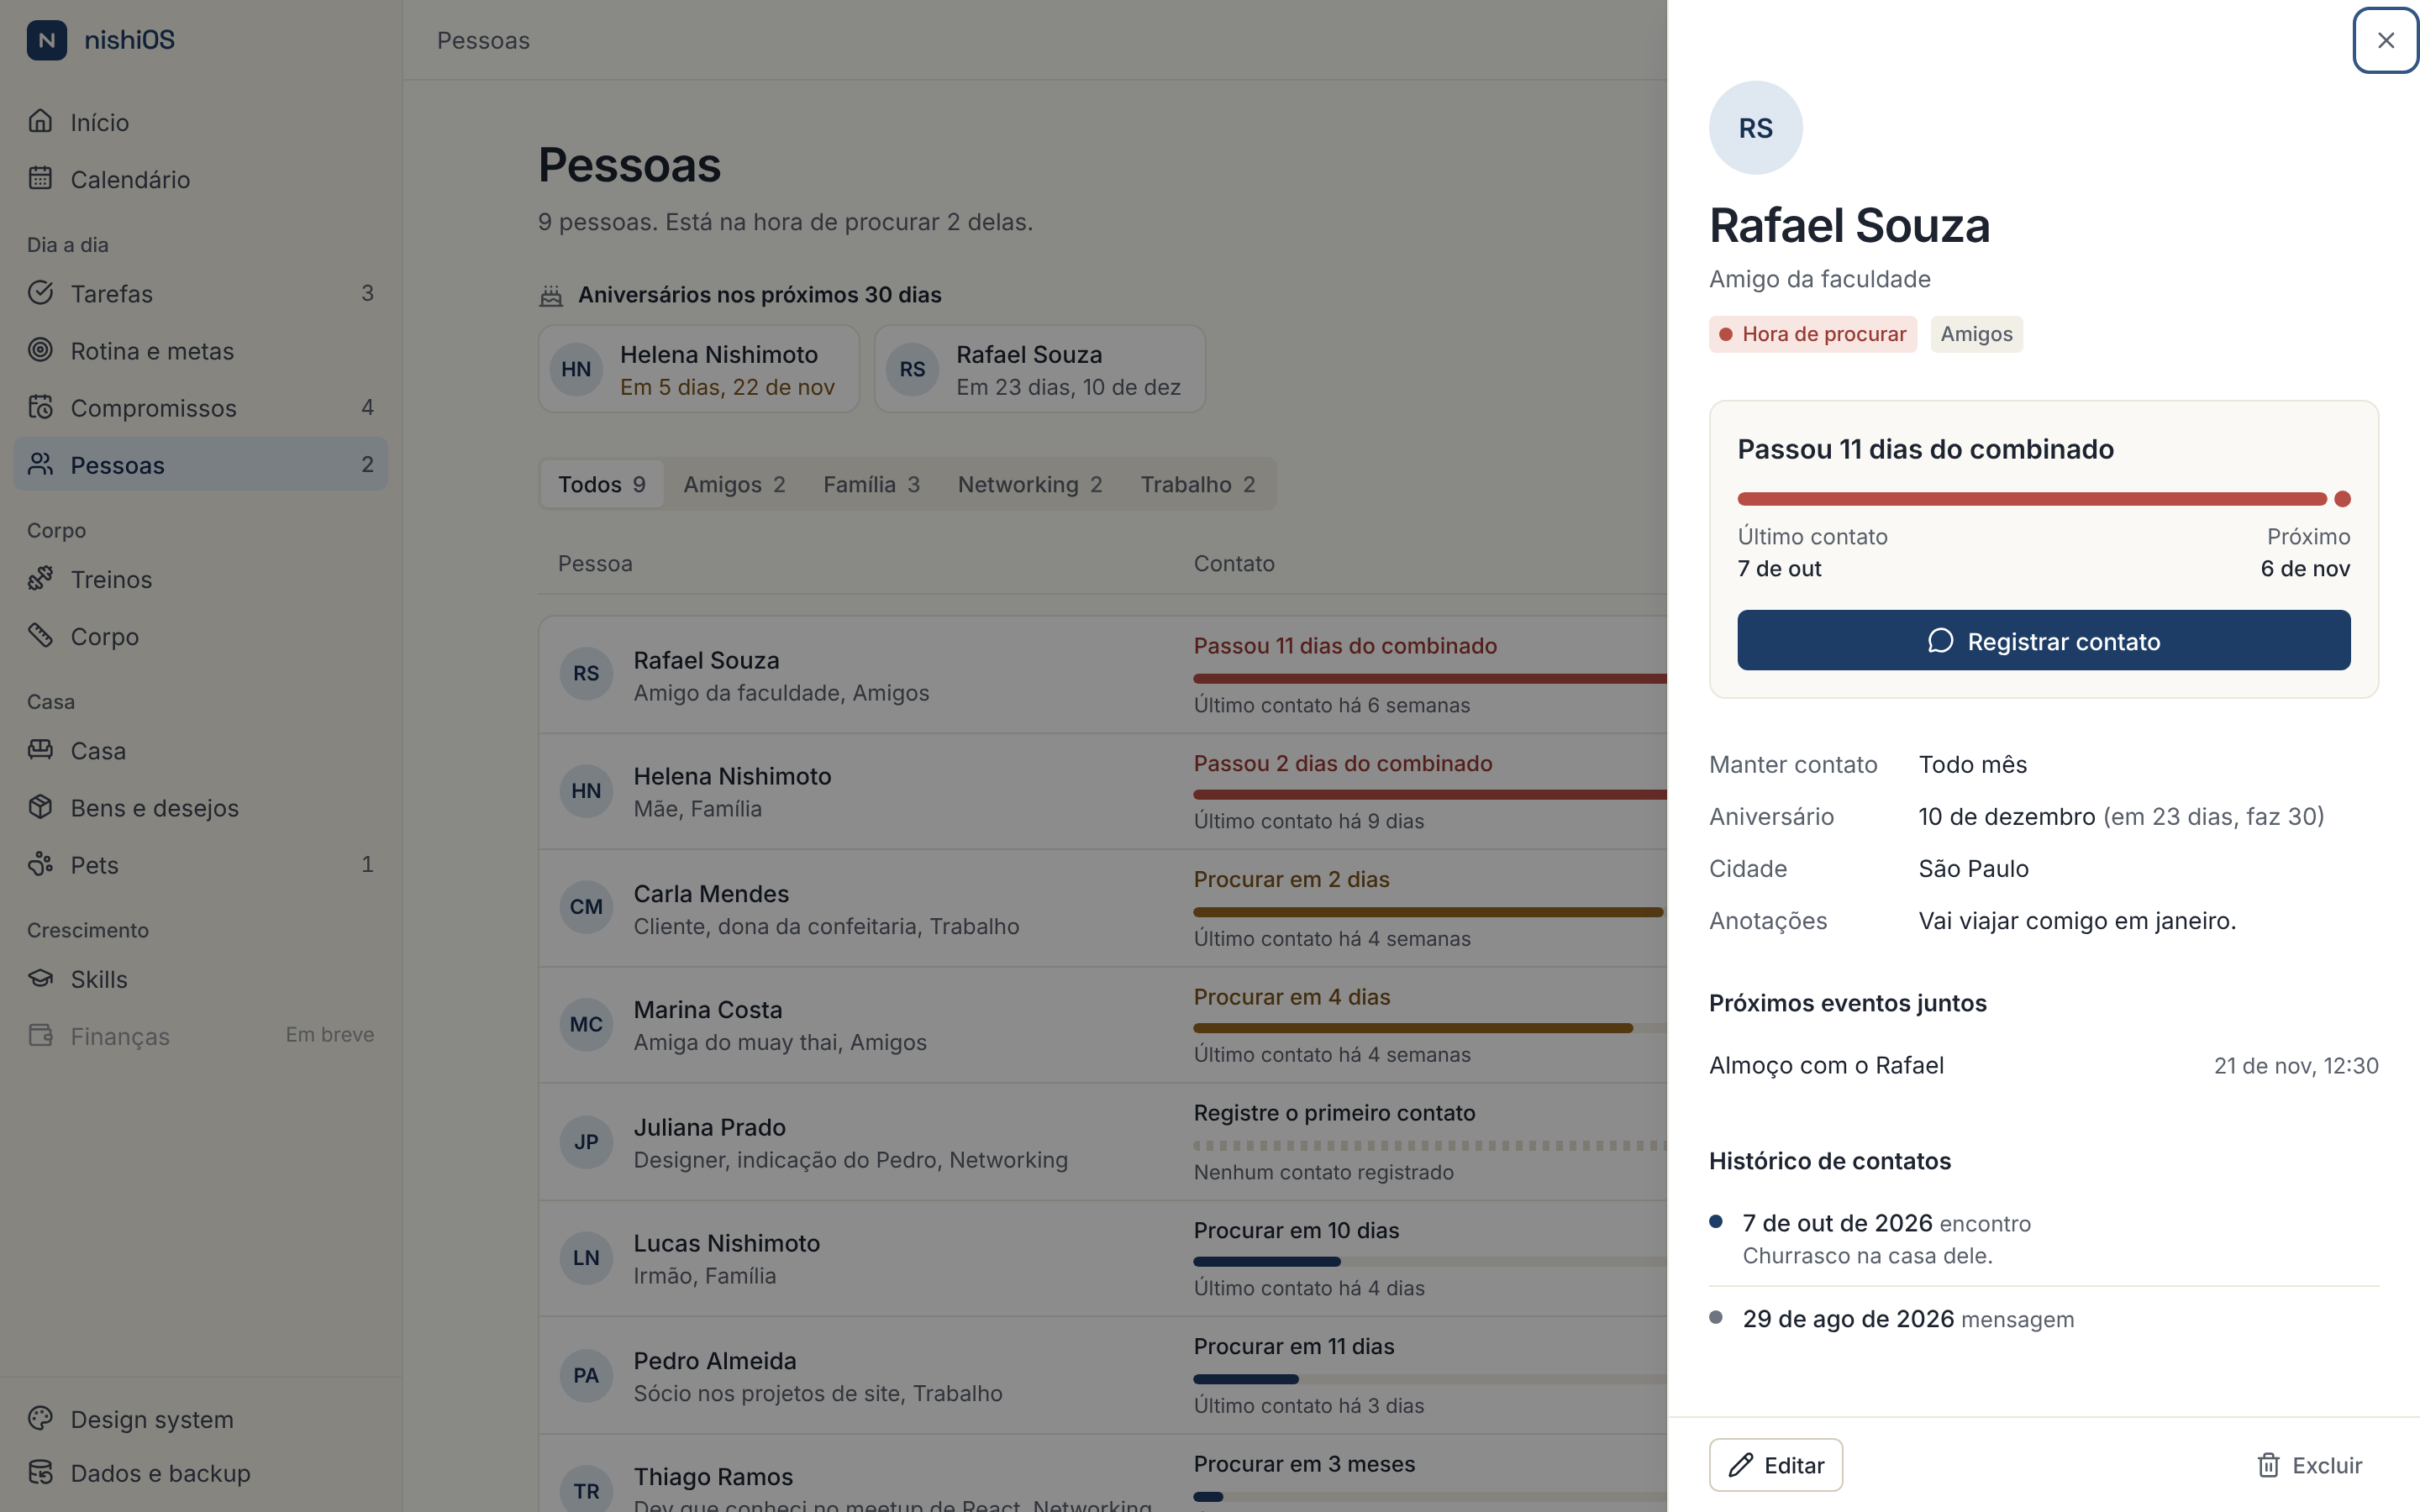 N nishiOS
Início
Calendário
Dia a dia
Tarefas 3
Rotina e metas
Compromissos 4
Pessoas 2
Corpo
Treinos
Corpo
Casa
Casa
Bens e desejos
Pets 1
Crescimento
Skills
Finanças Em breve
Design system
Dados e backup
Pessoas
Pessoas
9 pessoas. Está na hora de procurar 2 delas.
Aniversários nos próximos 30 dias
HN Helena Nishimoto
Em 5 dias, 22 de nov
RS Rafael Souza
Em 23 dias, 10 de dez
Todos 9 Amigos 2 Família 3 Networking 2 Trabalho 2
Pessoa Contato
RS Rafael Souza
Amigo da faculdade, Amigos
Passou 11 dias do combinado
Último contato há 6 semanas
HN Helena Nishimoto
Mãe, Família
Passou 2 dias do combinado
Último contato há 9 dias
CM Carla Mendes
Cliente, dona da confeitaria, Trabalho
Procurar em 2 dias
Último contato há 4 semanas
MC Marina Costa
Amiga do muay thai, Amigos
Procurar em 4 dias
Último contato há 4 semanas
JP Juliana Prado
Designer, indicação do Pedro, Networking
Registre o primeiro contato
Nenhum contato registrado
LN Lucas Nishimoto
Irmão, Família
Procurar em 10 dias
Último contato há 4 dias
PA Pedro Almeida
Sócio nos projetos de site, Trabalho
Procurar em 11 dias
Último contato há 3 dias
TR Thiago Ramos
Dev que conheci no meetup de React, Networking
Procurar em 3 meses
RS
Rafael Souza
Amigo da faculdade
Hora de procurar Amigos
Passou 11 dias do combinado
Último contato Próximo
7 de out 6 de nov
Registrar contato
Manter contato Todo mês
Aniversário 10 de dezembro (em 23 dias, faz 30)
Cidade São Paulo
Anotações Vai viajar comigo em janeiro.
Próximos eventos juntos
Almoço com o Rafael 21 de nov, 12:30
Histórico de contatos
7 de out de 2026 encontro
Churrasco na casa dele.
29 de ago de 2026 mensagem
Editar Excluir